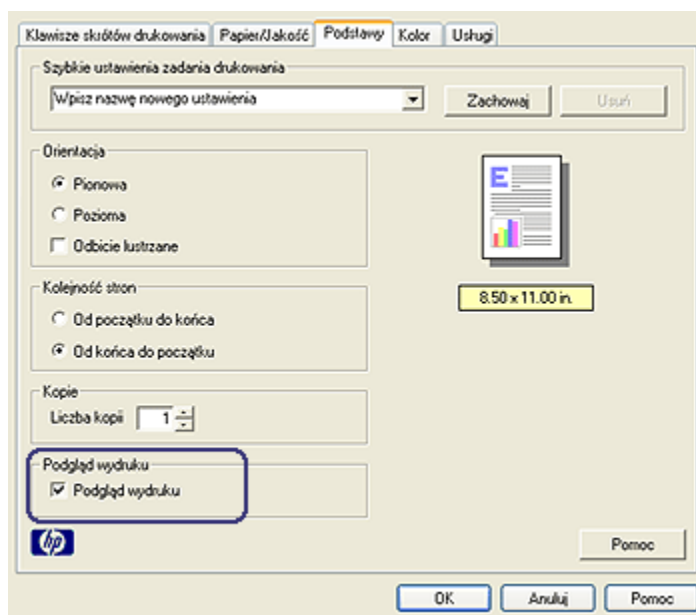 Klawisze skrótów drukowania Papier/Jakość Podstawy Kolor Usługi
Szybkie ustawienia zadania drukowania
Wpisz nazwę nowego ustawienia Zachowaj Usuń
Orientacja
Pionowa
Pozioma
Odbicie lustrzane
E
8.50 x 11.00 in.
Kolejność stron
Od początku do końca
Od końca do początku
Kopie
Liczba kopii 1
Podgląd wydruku
Podgląd wydruku
hp
Pomoc
OK Anuluj Pomoc